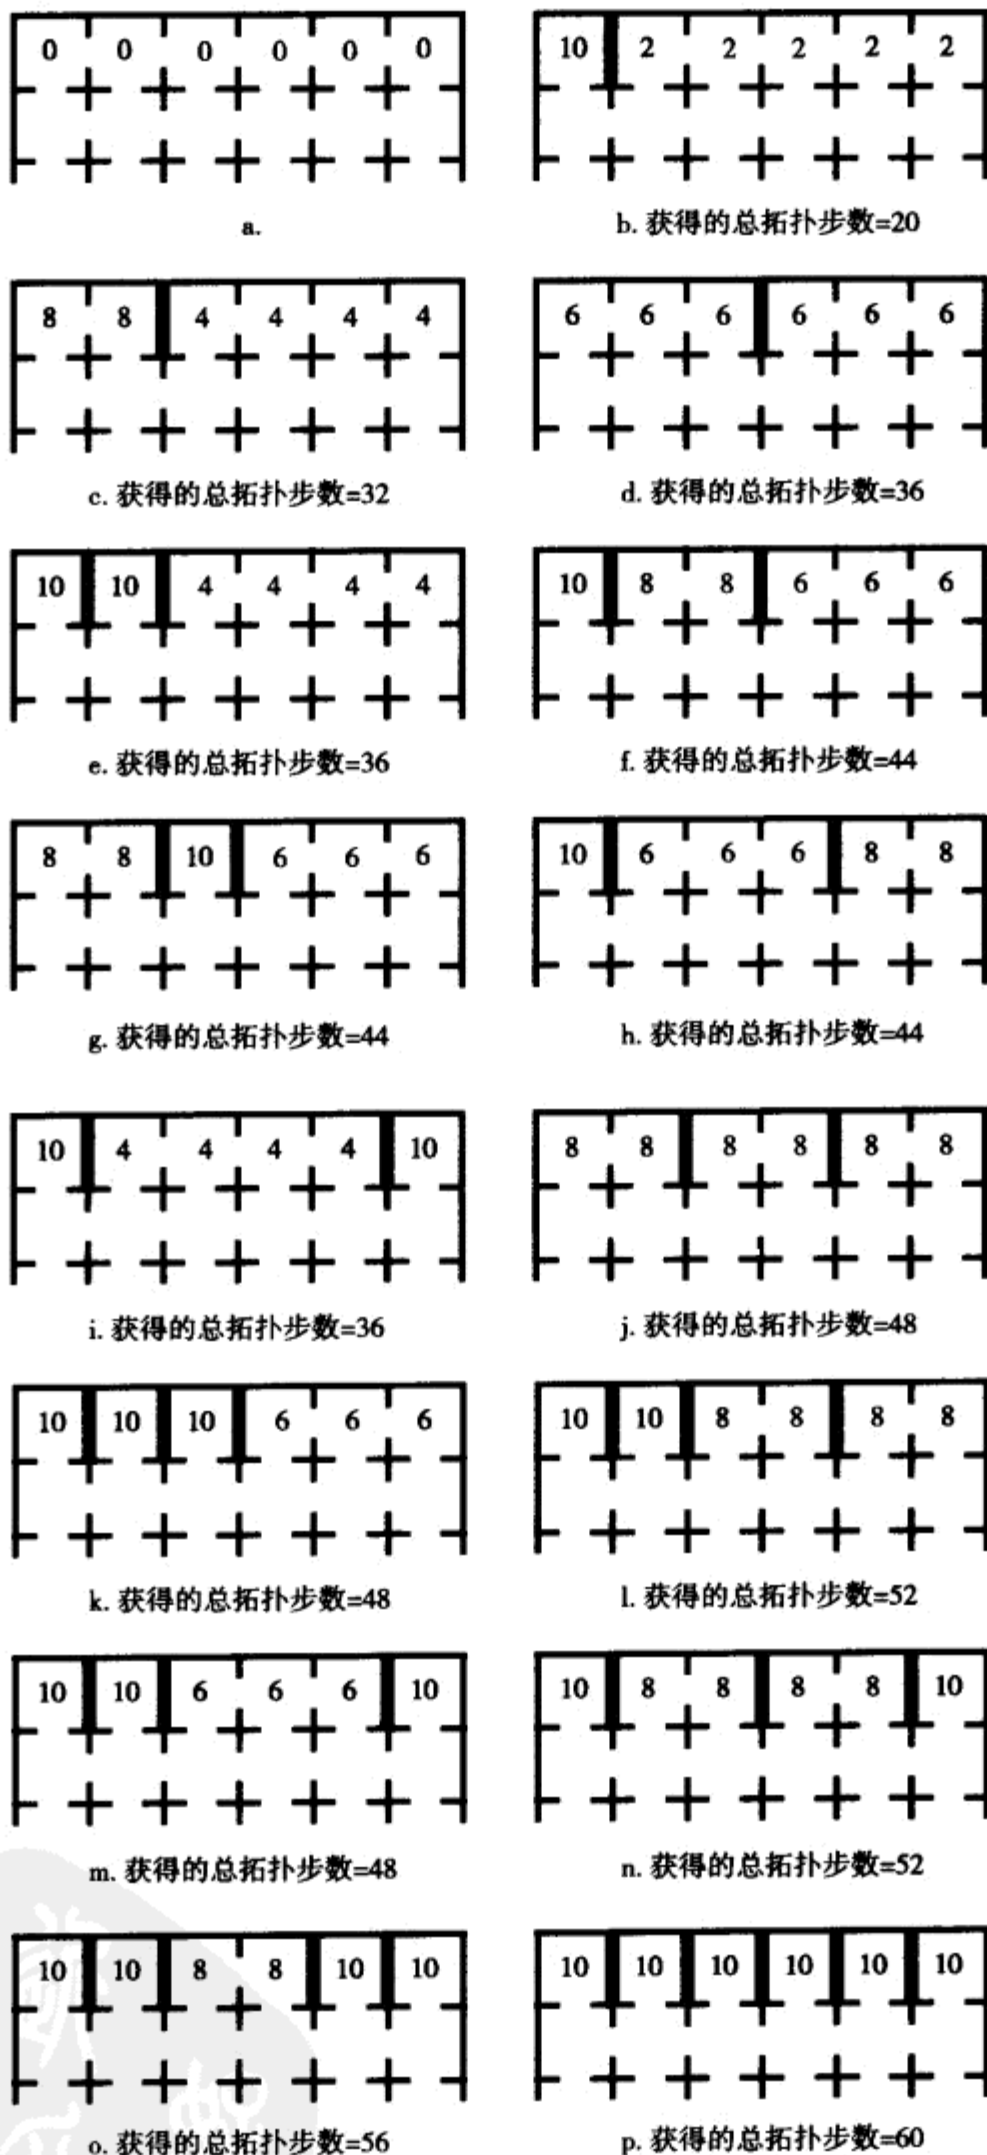 0 0 0 0 0 0
10 2 2 2 2 2
a.
b. 获得的总拓扑步数=20
8 8 4 4 4 4
6 6 6 6 6 6
c. 获得的总拓扑步数=32
d. 获得的总拓扑步数=36
10 10 4 4 4 4
10 8 8 6 6 6
e. 获得的总拓扑步数=36
f. 获得的总拓扑步数=44
8 8 10 6 6 6
10 6 6 6 8 8
g. 获得的总拓扑步数=44
h. 获得的总拓扑步数=44
10 4 4 4 4 10
8 8 8 8 8 8
i. 获得的总拓扑步数=36
j. 获得的总拓扑步数=48
10 10 10 6 6 6
10 10 8 8 8 8
k. 获得的总拓扑步数=48
l. 获得的总拓扑步数=52
10 10 6 6 6 10
10 8 8 8 8 10
m. 获得的总拓扑步数=48
n. 获得的总拓扑步数=52
10 10 8 8 10 10
10 10 10 10 10 10
o. 获得的总拓扑步数=56
p. 获得的总拓扑步数=60